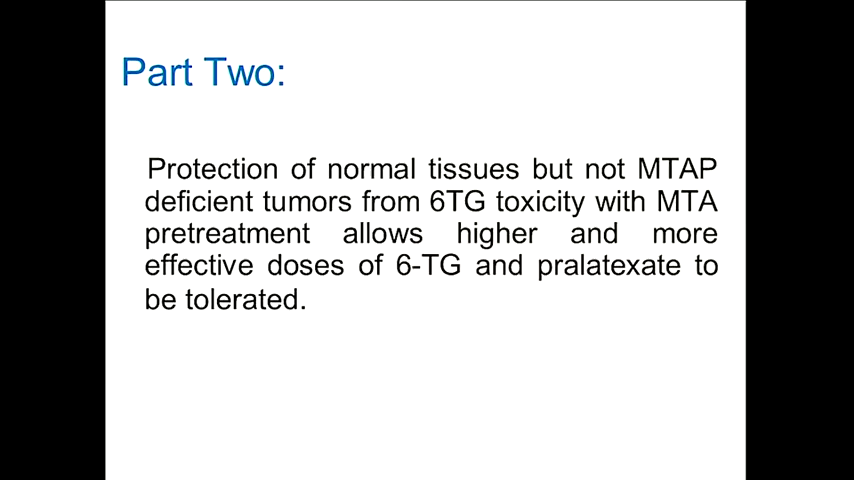 Part Two:
Protection of normal tissues but not MTAP
deficient tumors from 6TG toxicity with MTA
pretreatment allows higher and more
effective doses of 6-TG and pralatexate to
be tolerated.